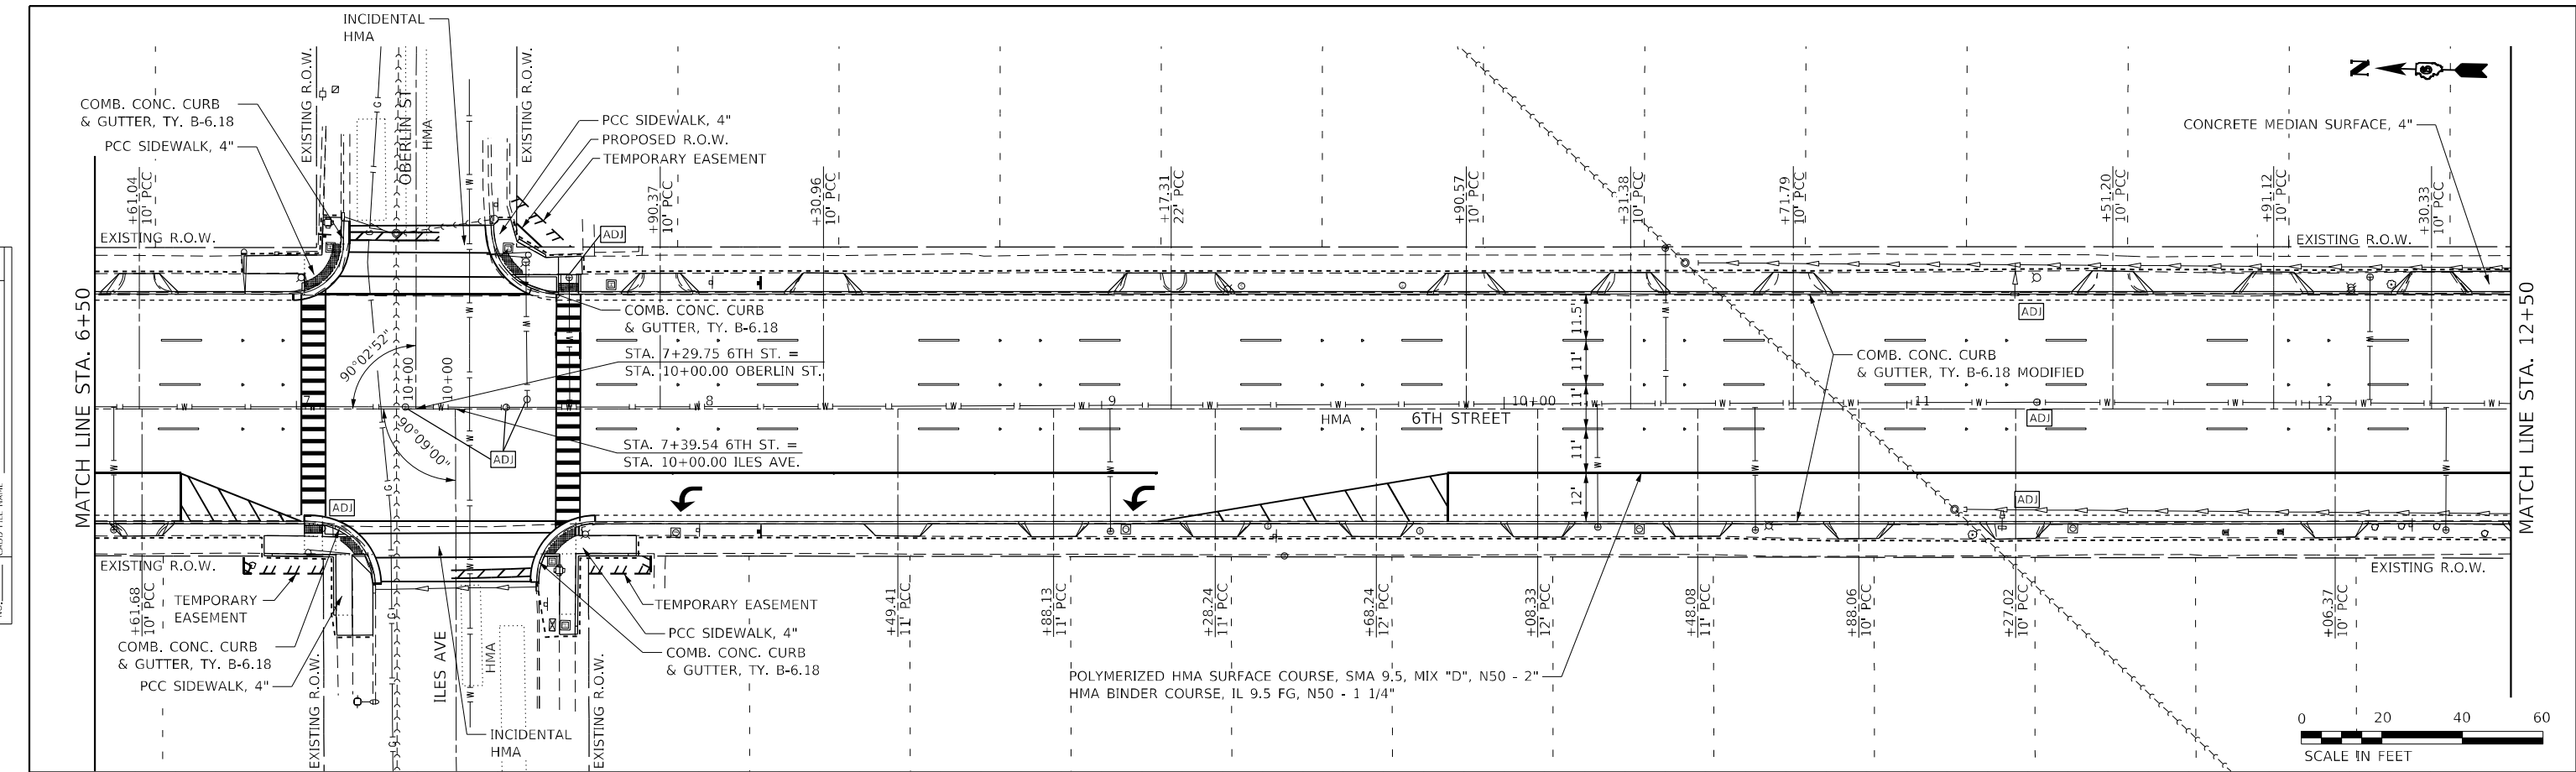 INCIDENTAL
HMA
COMB. CONC. CURB
& GUTTER, TY. B-6.18
PCC SIDEWALK, 4"
EXISTING R.O.W.
OBERLIN ST
HMA
EXISTING R.O.W.
PCC SIDEWALK, 4"
PROPOSED R.O.W.
TEMPORARY EASEMENT
N
CONCRETE MEDIAN SURFACE, 4"
+61.04
10' PCC
+90.37
10' PCC
+30.96
10' PCC
+17.31
22' PCC
+90.57
10' PCC
+31.38
10' PCC
+71.79
10' PCC
+51.20
10' PCC
+91.12
10' PCC
+30.33
10' PCC
EXISTING R.O.W.
ADJ
EXISTING R.O.W.
MATCH LINE STA. 6+50
COMB. CONC. CURB
& GUTTER, TY. B-6.18
STA. 7+29.75 6TH ST. =
STA. 10+00.00 OBERLIN ST.
90°02'52"
10+00
10+00
11.5'
11'
11'
11'
12'
ADJ
COMB. CONC. CURB
& GUTTER, TY. B-6.18 MODIFIED
MATCH LINE STA. 12+50
7
8
9
10+00
11
12
HMA
6TH STREET
ADJ
90°09'00"
STA. 7+39.54 6TH ST. =
STA. 10+00.00 ILES AVE.
ADJ
ADJ
ADJ
EXISTING R.O.W.
EXISTING R.O.W.
+61.68
10' PCC
TEMPORARY
EASEMENT
COMB. CONC. CURB
& GUTTER, TY. B-6.18
PCC SIDEWALK, 4"
EXISTING R.O.W.
ILES AVE
HMA
INCIDENTAL
HMA
EXISTING R.O.W.
TEMPORARY EASEMENT
PCC SIDEWALK, 4"
COMB. CONC. CURB
& GUTTER, TY. B-6.18
+49.41
11' PCC
+88.13
11' PCC
+28.24
11' PCC
+68.24
12' PCC
+08.33
12' PCC
+48.08
11' PCC
+88.06
10' PCC
+27.02
10' PCC
+06.37
10' PCC
POLYMERIZED HMA SURFACE COURSE, SMA 9.5, MIX "D", N50 - 2"
HMA BINDER COURSE, IL 9.5 FG, N50 - 1 1/4"
0 20 40 60
SCALE IN FEET